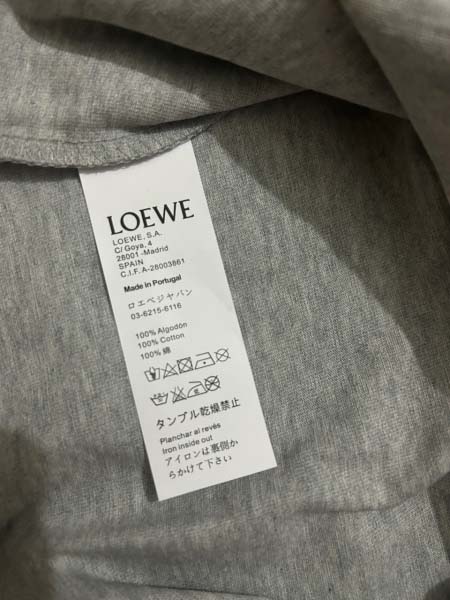 LOEWE
LOEWE, S.A.
C/ Goya, 4
28001 -Madrid
SPAIN
C.I.F. A-28003861
Made in Portugal
ロエベジャパン
03-6215-6116
100% Algodón
100% Cotton
100% 綿
タンブル乾燥禁止
Planchar al revés
Iron inside out
アイロンは裏側か
らかけて下さい